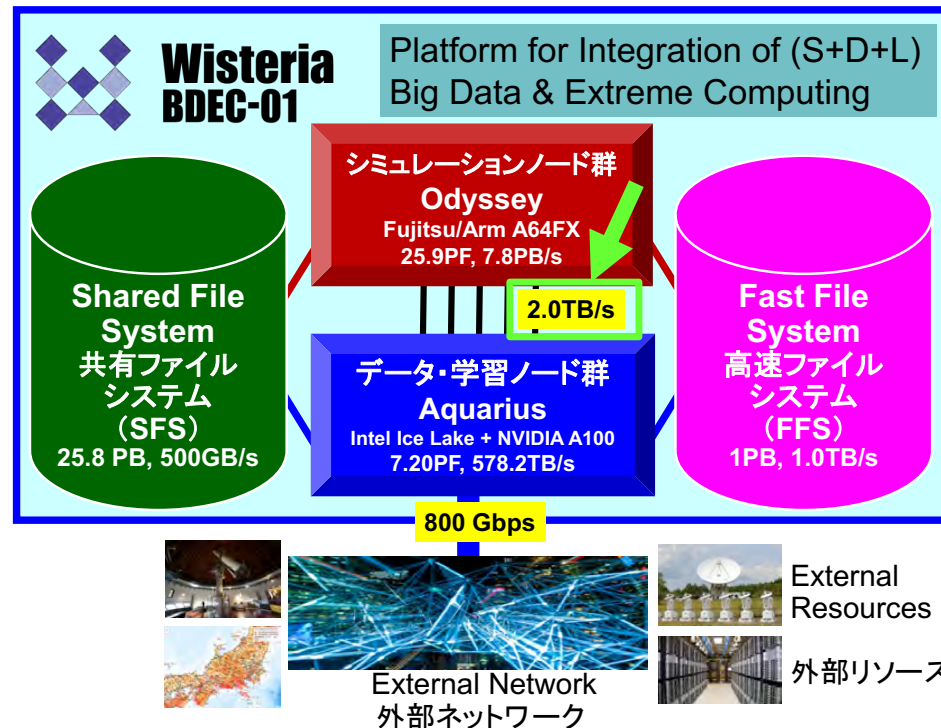 Wisteria
BDEC-01
Platform for Integration of (S+D+L)
Big Data & Extreme Computing
シミュレーションノード群
Odyssey
Fujitsu/Arm A64FX
25.9PF, 7.8PB/s
2.0TB/s
Shared File
System
共有ファイル
システム
（SFS）
25.8 PB, 500GB/s
データ・学習ノード群
Aquarius
Intel Ice Lake + NVIDIA A100
7.20PF, 578.2TB/s
Fast File
System
高速ファイル
システム
（FFS）
1PB, 1.0TB/s
800 Gbps
External
Resources
外部リソース
External Network
外部ネットワーク